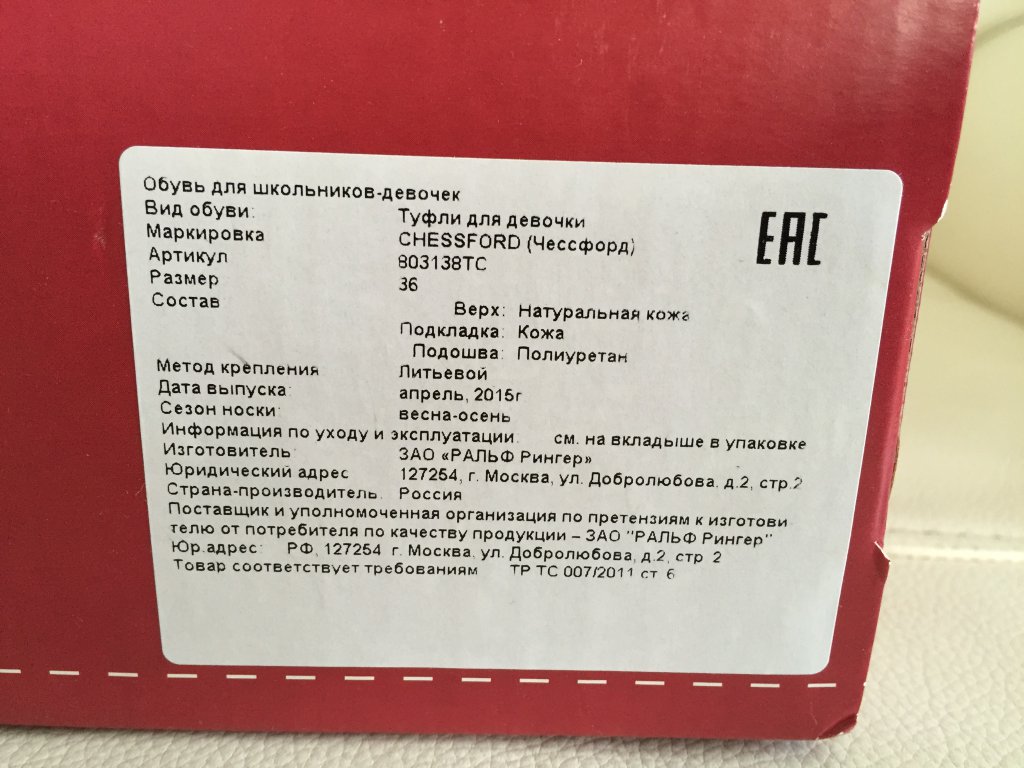 Обувь для школьников-девочек
Вид обуви: Туфли для девочки
Маркировка CHESSFORD (Чессфорд)
Артикул 803138ТС
Размер 36
Состав
Верх: Натуральная кожа
Подкладка: Кожа
Подошва: Полиуретан
Метод крепления Литьевой
Дата выпуска: апрель, 2015г
Сезон носки: весна-осень
Информация по уходу и эксплуатации: см. на вкладыше в упаковке
Изготовитель ЗАО «РАЛЬФ Рингер»
Юридический адрес 127254, г. Москва, ул. Добролюбова, д.2, стр.2
Страна-производитель: Россия
Поставщик и уполномоченная организация по претензиям к изготови
телю от потребителя по качеству продукции – ЗАО "РАЛЬФ Рингер"
Юр.адрес: РФ, 127254 г. Москва, ул. Добролюбова, д.2, стр 2
Товар соответствует требованиям ТР ТС 007/2011 ст 6
ЕАС